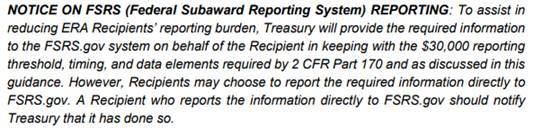 NOTICE ON FSRS (Federal Subaward Reporting System) REPORTING: To assist in
reducing ERA Recipients' reporting burden, Treasury will provide the required information
to the FSRS.gov system on behalf of the Recipient in keeping with the $30,000 reporting
threshold, timing, and data elements required by 2 CFR Part 170 and as discussed in this
guidance. However, Recipients may choose to report the required information directly to
FSRS.gov. A Recipient who reports the information directly to FSRS.gov should notify
Treasury that it has done so.